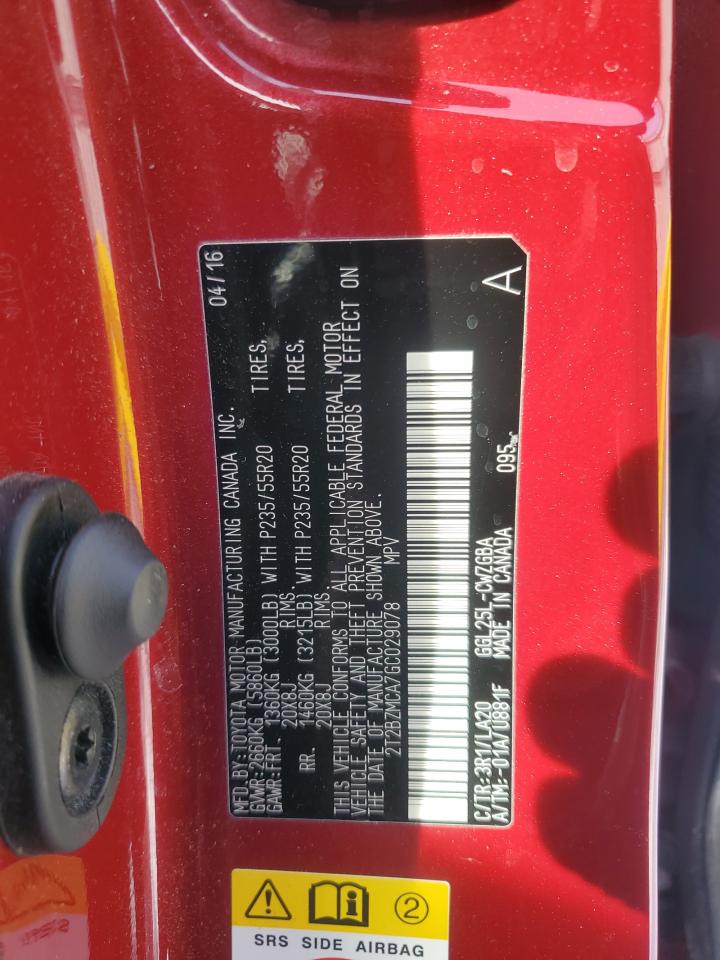 MFD.BY:TOYOTA MOTOR MANUFACTURING CANADA INC. 04/16
GVWR:2660KG (5860LB)
GAWR:FRT. 1360KG (3000LB) WITH P235/55R20 TIRES,
20X8J RIMS,
RR. 1460KG (3215LB) WITH P235/55R20 TIRES,
20X8J RIMS.
THIS VEHICLE CONFORMS TO ALL APPLICABLE FEDERAL MOTOR
VEHICLE SAFETY AND THEFT PREVENTION STANDARDS IN EFFECT ON
THE DATE OF MANUFACTURE SHOWN ABOVE.
2T2BZMCA7GC029078 MPV
C/TR:3R1/LA20 GGL25L-CWZGBA
A/TM:-01A/U881F MADE IN CANADA 095
A
2
SRS SIDE AIRBAG